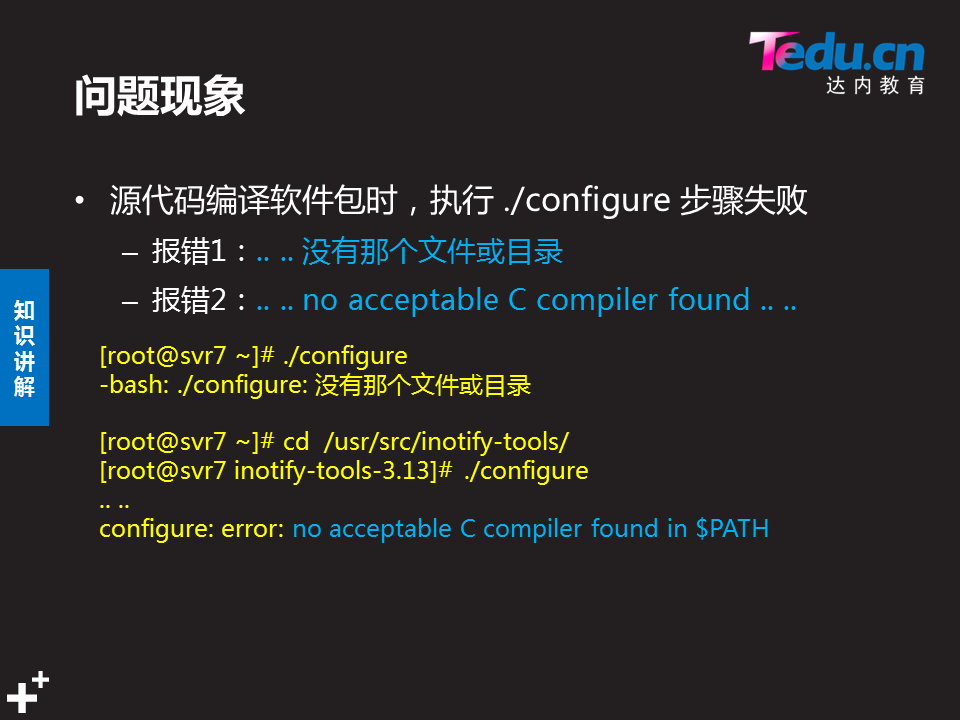 Tedu.cn
达内教育
问题现象
• 源代码编译软件包时，执行 ./configure 步骤失败
– 报错1：.. .. 没有那个文件或目录
– 报错2：.. .. no acceptable C compiler found .. ..
知
识
讲
解
[root@svr7 ~]# ./configure
-bash: ./configure: 没有那个文件或目录
[root@svr7 ~]# cd /usr/src/inotify-tools/
[root@svr7 inotify-tools-3.13]# ./configure
.. ..
configure: error: no acceptable C compiler found in $PATH